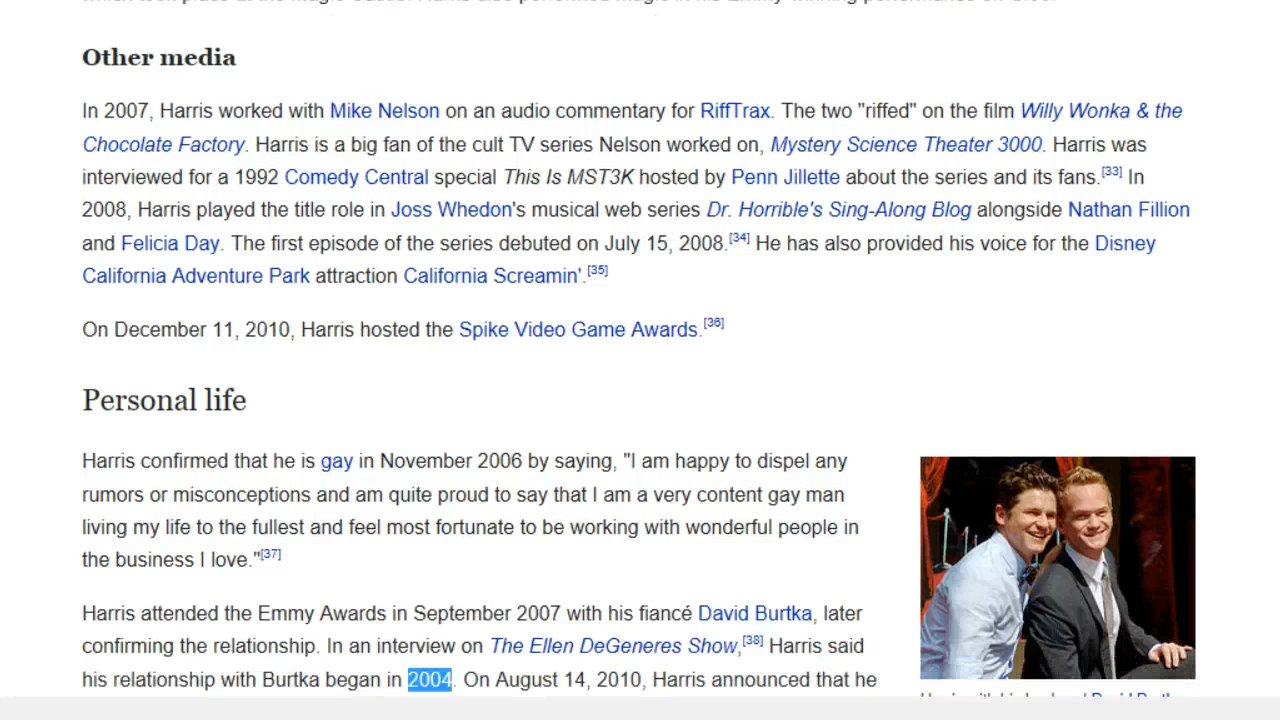 Other media
In 2007, Harris worked with Mike Nelson on an audio commentary for RiffTrax. The two "riffed" on the film Willy Wonka & the
Chocolate Factory. Harris is a big fan of the cult TV series Nelson worked on, Mystery Science Theater 3000. Harris was
interviewed for a 1992 Comedy Central special This Is MST3K hosted by Penn Jillette about the series and its fans.[33] In
2008, Harris played the title role in Joss Whedon's musical web series Dr. Horrible's Sing-Along Blog alongside Nathan Fillion
and Felicia Day. The first episode of the series debuted on July 15, 2008.[34] He has also provided his voice for the Disney
California Adventure Park attraction California Screamin'.[35]
On December 11, 2010, Harris hosted the Spike Video Game Awards.[36]
Personal life
Harris confirmed that he is gay in November 2006 by saying, "I am happy to dispel any
rumors or misconceptions and am quite proud to say that I am a very content gay man
living my life to the fullest and feel most fortunate to be working with wonderful people in
the business I love."[37]
Harris attended the Emmy Awards in September 2007 with his fiancé David Burtka, later
confirming the relationship. In an interview on The Ellen DeGeneres Show,[38] Harris said
his relationship with Burtka began in 2004. On August 14, 2010, Harris announced that he